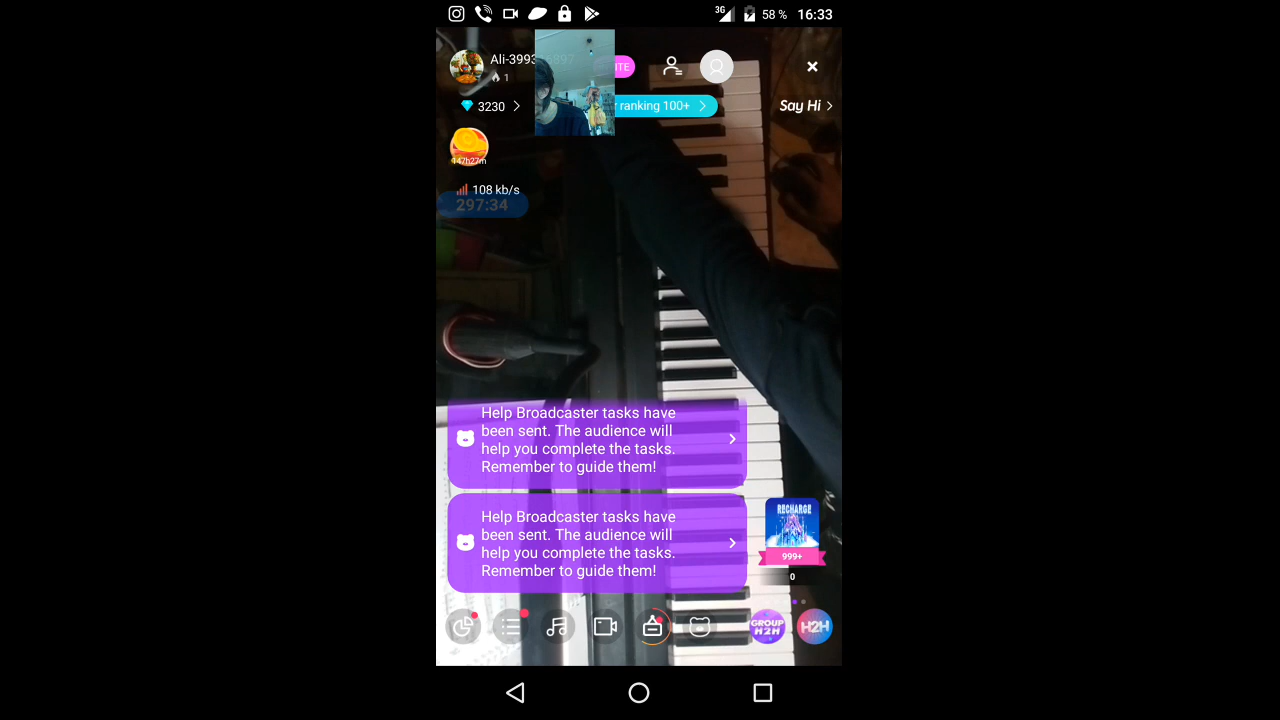 3G
58 %
16:33
Ali-3993
1
3230
ranking 100+
Say Hi
147h27m
108 kb/s
297:34
Help Broadcaster tasks have
been sent. The audience will
help you complete the tasks.
Remember to guide them!
Help Broadcaster tasks have
been sent. The audience will
help you complete the tasks.
Remember to guide them!
RECHARGE
999+
0
GROUP
H2H
H2H